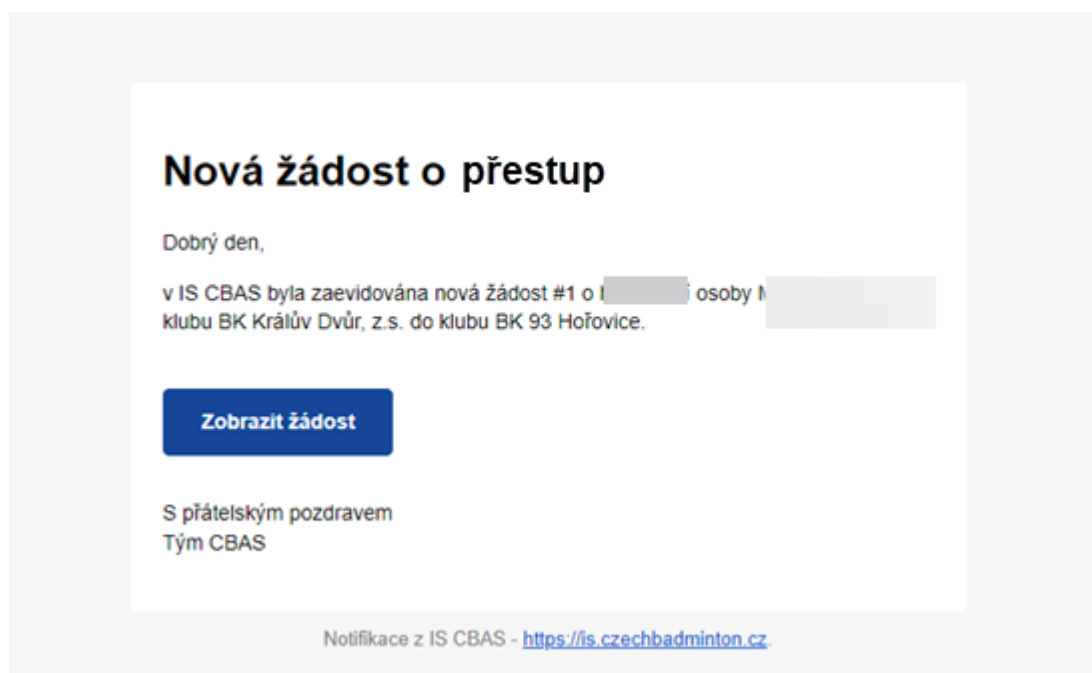 Nová žádost o přestup
Dobrý den,
v IS CBAS byla zaevidována nová žádost #1 o osoby
klubu BK Králův Dvůr, z.s. do klubu BK 93 Hořovice.
Zobrazit žádost
S přátelským pozdravem
Tým CBAS
Notifikace z IS CBAS - https://is.czechbadminton.cz.